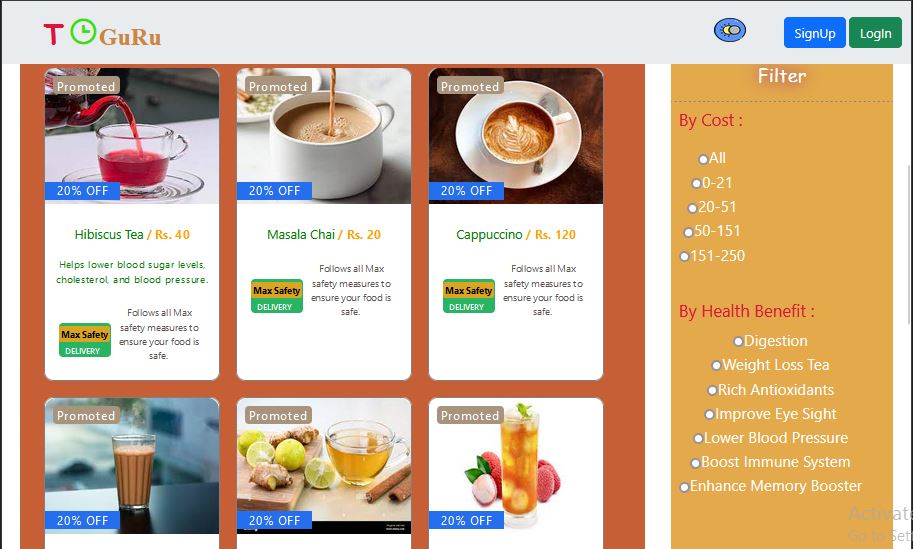 T GuRu
SignUp
LogIn
Promoted
20% OFF
Hibiscus Tea / Rs. 40
Helps lower blood sugar levels,
cholesterol, and blood pressure.
Max Safety
DELIVERY
Follows all Max
safety measures to
ensure your food is
safe.
Promoted
20% OFF
Masala Chai / Rs. 20
Max Safety
DELIVERY
Follows all Max
safety measures to
ensure your food is
safe.
Promoted
20% OFF
Cappuccino / Rs. 120
Max Safety
DELIVERY
Follows all Max
safety measures to
ensure your food is
safe.
Promoted
20% OFF
Promoted
20% OFF
Promoted
20% OFF
Filter
By Cost :
All
0-21
20-51
50-151
151-250
By Health Benefit :
Digestion
Weight Loss Tea
Rich Antioxidants
Improve Eye Sight
Lower Blood Pressure
Boost Immune System
Enhance Memory Booster
Activate
Go to Set